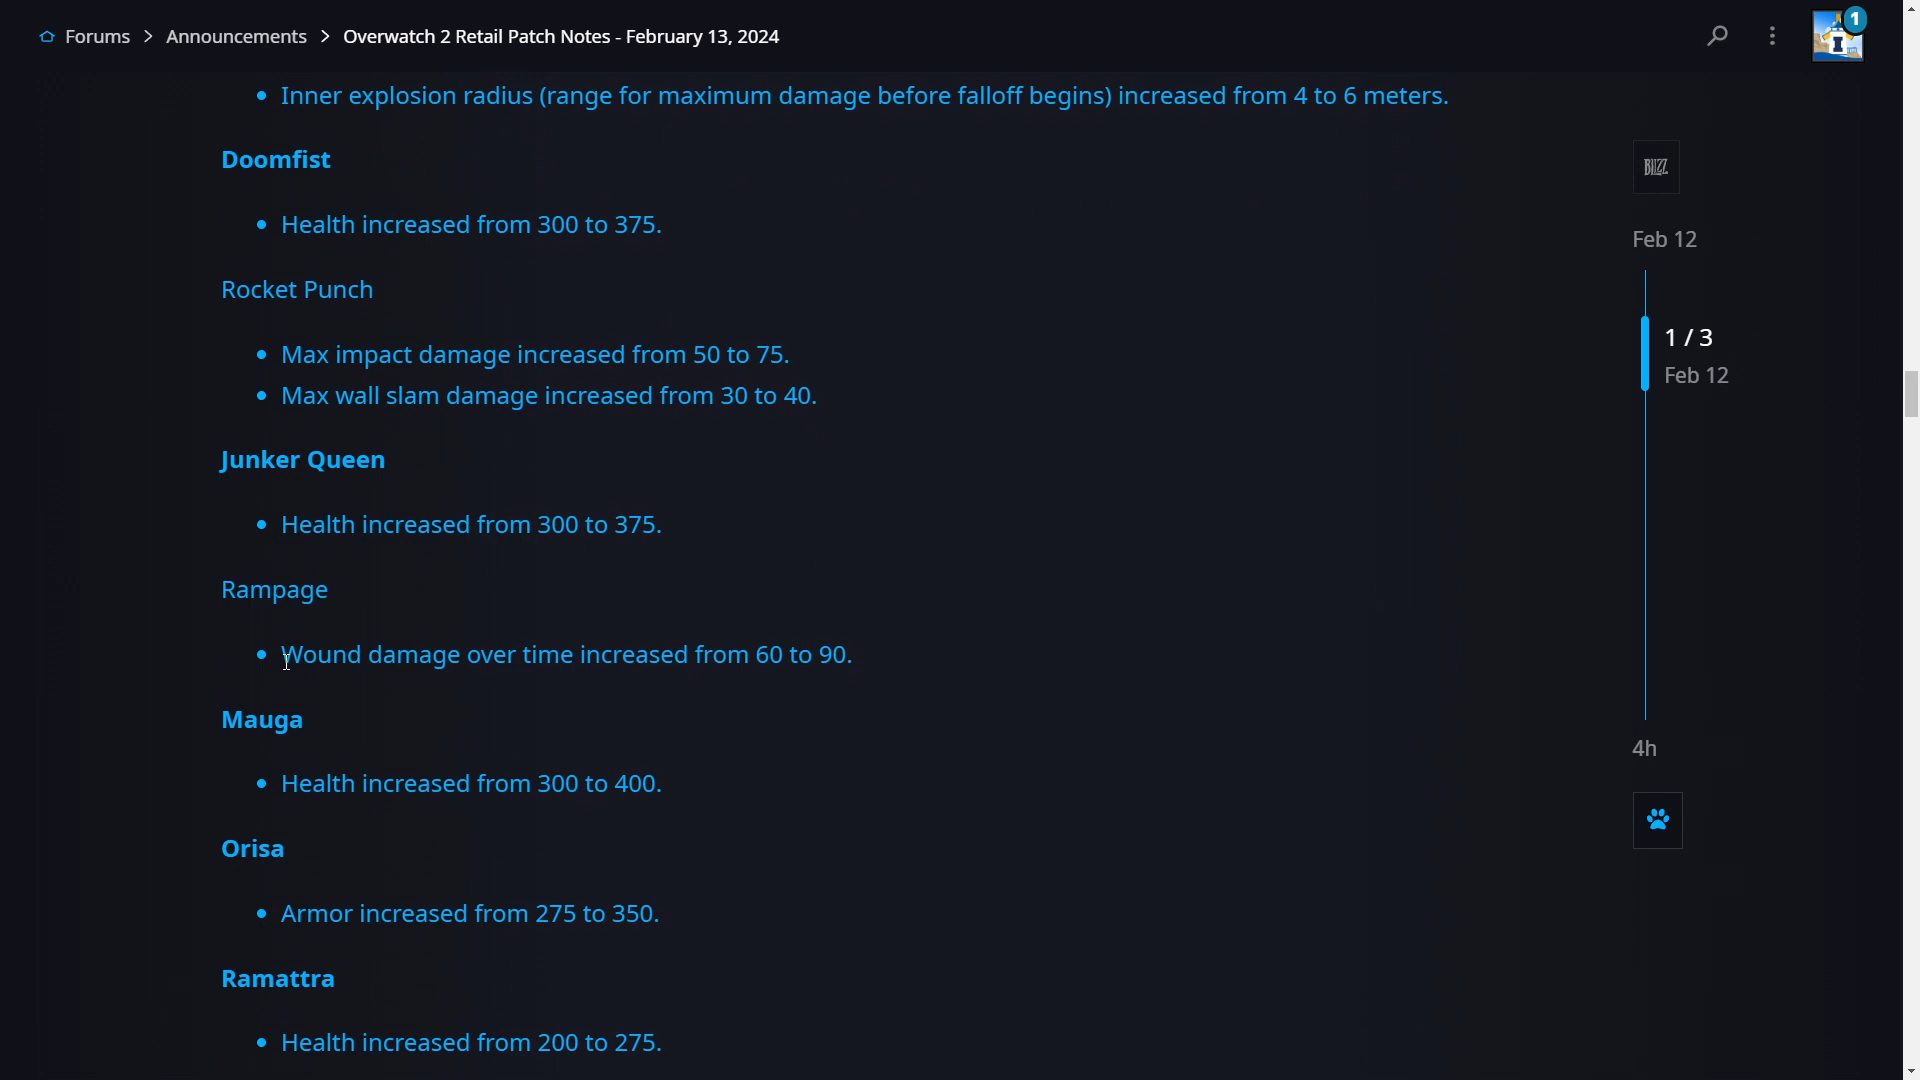 Forums > Announcements > Overwatch 2 Retail Patch Notes - February 13, 2024
1
• Inner explosion radius (range for maximum damage before falloff begins) increased from 4 to 6 meters.
Doomfist
• Health increased from 300 to 375.
Rocket Punch
• Max impact damage increased from 50 to 75.
• Max wall slam damage increased from 30 to 40.
Junker Queen
• Health increased from 300 to 375.
Rampage
• Wound damage over time increased from 60 to 90.
Mauga
• Health increased from 300 to 400.
Orisa
• Armor increased from 275 to 350.
Ramattra
• Health increased from 200 to 275.
BLIZZ
Feb 12
1 / 3
Feb 12
4h